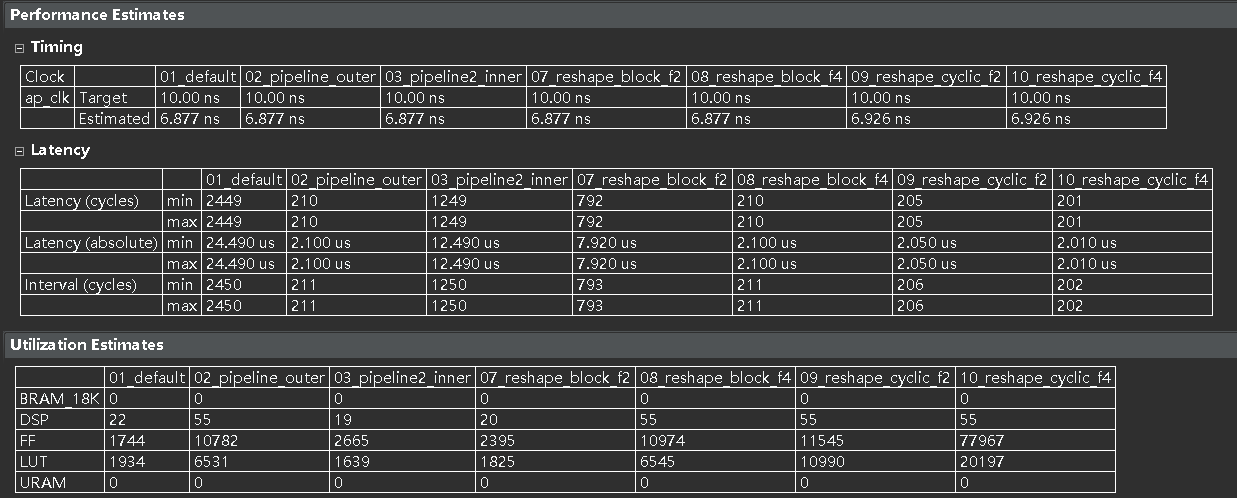 Performance Estimates
Timing
Clock 01_default 02_pipeline_outer 03_pipeline2_inner 07_reshape_block_f2 08_reshape_block_f4 09_reshape_cyclic_f2 10_reshape_cyclic_f4
ap_clk Target 10.00 ns 10.00 ns 10.00 ns 10.00 ns 10.00 ns 10.00 ns 10.00 ns
Estimated 6.877 ns 6.877 ns 6.877 ns 6.877 ns 6.877 ns 6.926 ns 6.926 ns
Latency
01_default 02_pipeline_outer 03_pipeline2_inner 07_reshape_block_f2 08_reshape_block_f4 09_reshape_cyclic_f2 10_reshape_cyclic_f4
Latency (cycles) min 2449 210 1249 792 210 205 201
max 2449 210 1249 792 210 205 201
Latency (absolute) min 24.490 us 2.100 us 12.490 us 7.920 us 2.100 us 2.050 us 2.010 us
max 24.490 us 2.100 us 12.490 us 7.920 us 2.100 us 2.050 us 2.010 us
Interval (cycles) min 2450 211 1250 793 211 206 202
max 2450 211 1250 793 211 206 202
Utilization Estimates
01_default 02_pipeline_outer 03_pipeline2_inner 07_reshape_block_f2 08_reshape_block_f4 09_reshape_cyclic_f2 10_reshape_cyclic_f4
BRAM_18K 0 0 0 0 0 0 0
DSP 22 55 19 20 55 55 55
FF 1744 10782 2665 2395 10974 11545 77967
LUT 1934 6531 1639 1825 6545 10990 20197
URAM 0 0 0 0 0 0 0